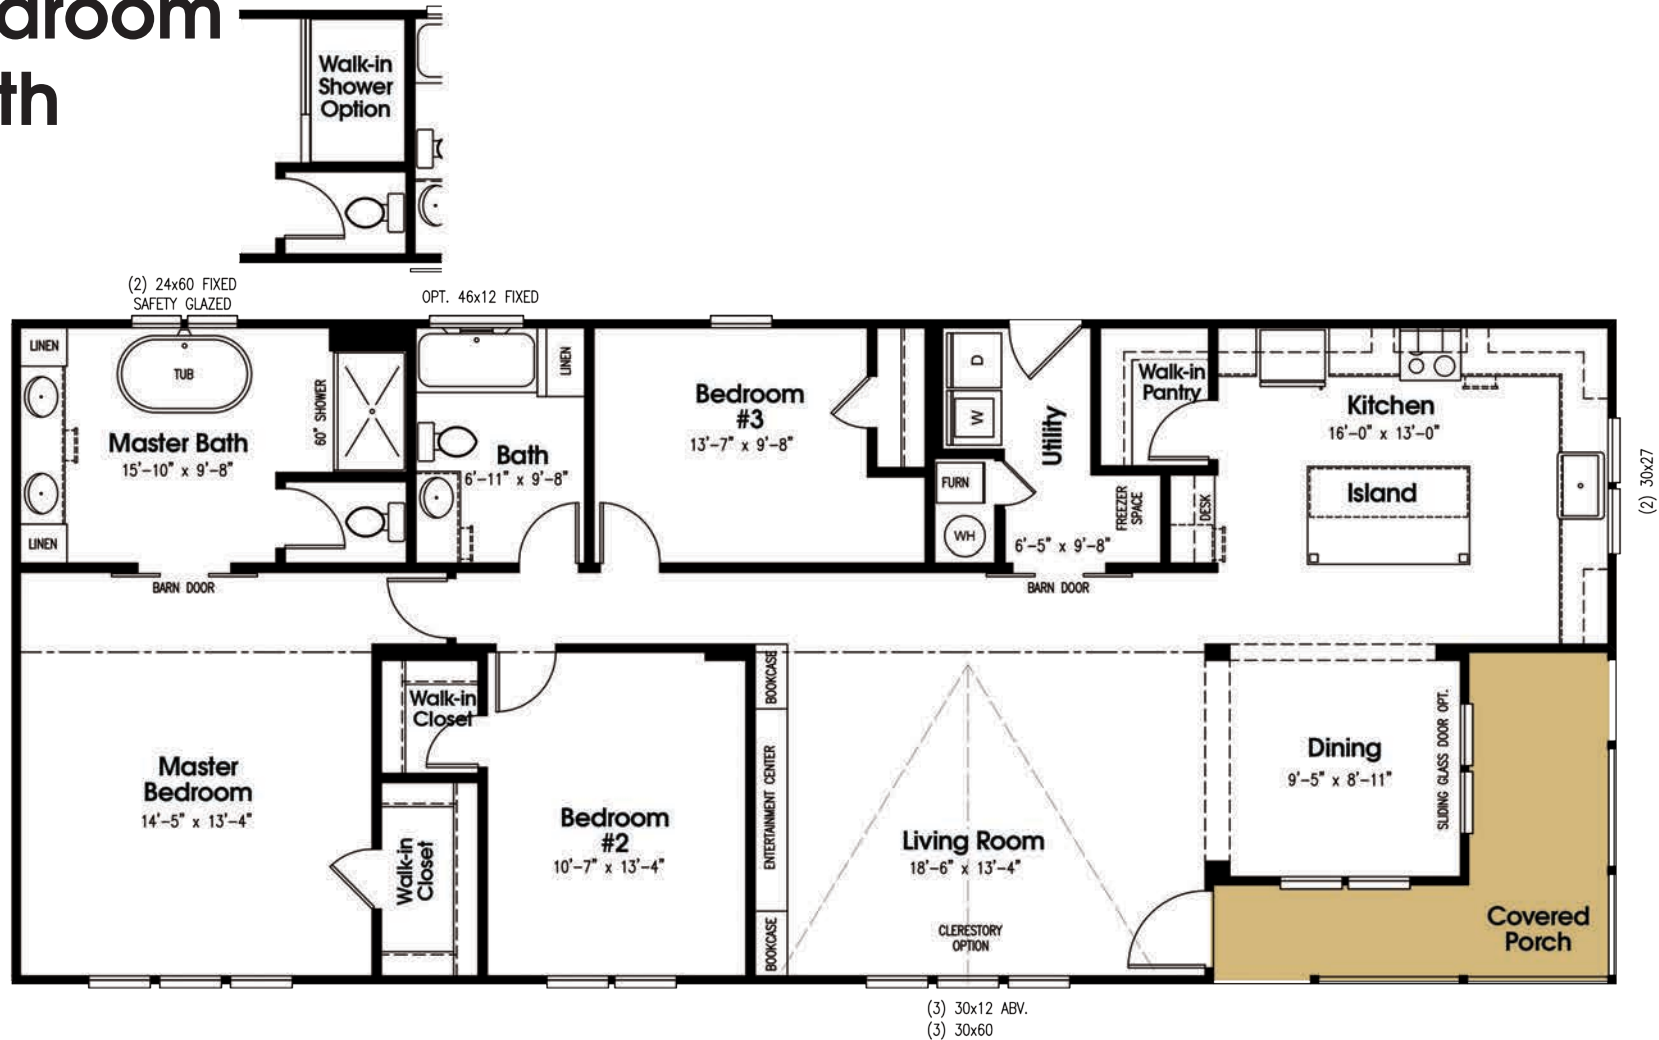 droom
th
Walk-in
Shower
Option
(2) 24x60 FIXED
SAFETY GLAZED
OPT. 46x12 FIXED
LINEN
TUB
60" SHOWER
Master Bath
15'-10" x 9'-8"
LINEN
BARN DOOR
LINEN
Bath
6'-11" x 9'-8"
Bedroom
#3
13'-7" x 9'-8"
D
W
Utility
FURN
WH
6'-5" x 9'-8"
FREEZER
SPACE
BARN DOOR
Walk-in
Pantry
DESK
Kitchen
16'-0" x 13'-0"
Island
(2) 30x27
Master
Bedroom
14'-5" x 13'-4"
Walk-in
Closet
Walk-in
Closet
Bedroom
#2
10'-7" x 13'-4"
BOOKCASE
ENTERTAINMENT CENTER
BOOKCASE
Living Room
18'-6" x 13'-4"
CLERESTORY
OPTION
Dining
9'-5" x 8'-11"
SLIDING GLASS DOOR OPT.
Covered
Porch
(3) 30x12 ABV.
(3) 30x60